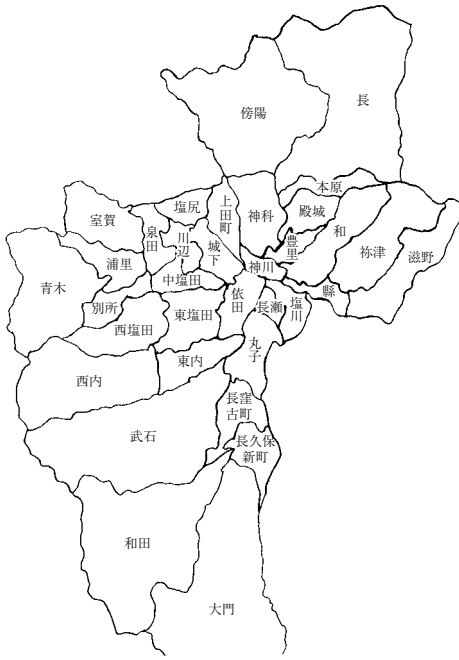 長
傍陽
本原
上田町
神科
殿城
和
塩尻
室賀
泉田
川辺
城下
豊里
祢津
滋野
浦里
神川
青木
中塩田
縣
別所
依田
長瀬
塩川
西塩田
東塩田
丸子
東内
西内
長窪
古町
武石
長久保
新町
和田
大門